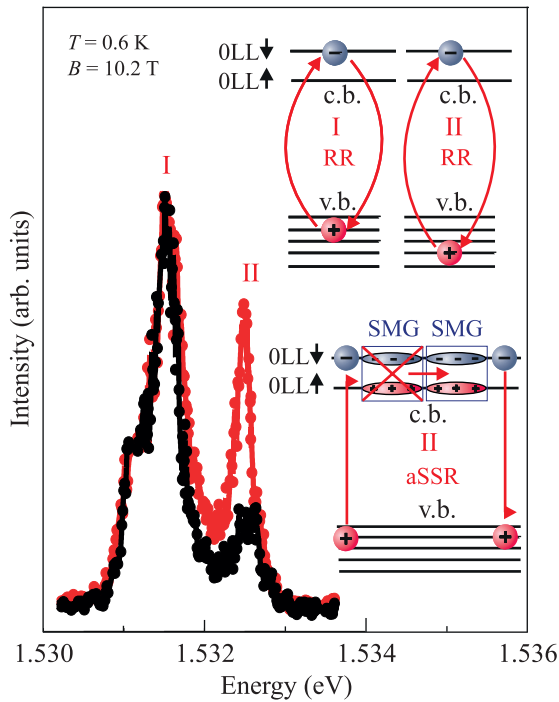 T = 0.6 K
B = 10.2 T
0LL↓
0LL↑
c.b.
c.b.
I
II
RR
RR
v.b.
v.b.
I
II
SMG
SMG
0LL↓
0LL↑
c.b.
II
aSSR
v.b.
Intensity (arb. units)
1.530
1.532
1.534
1.536
Energy (eV)